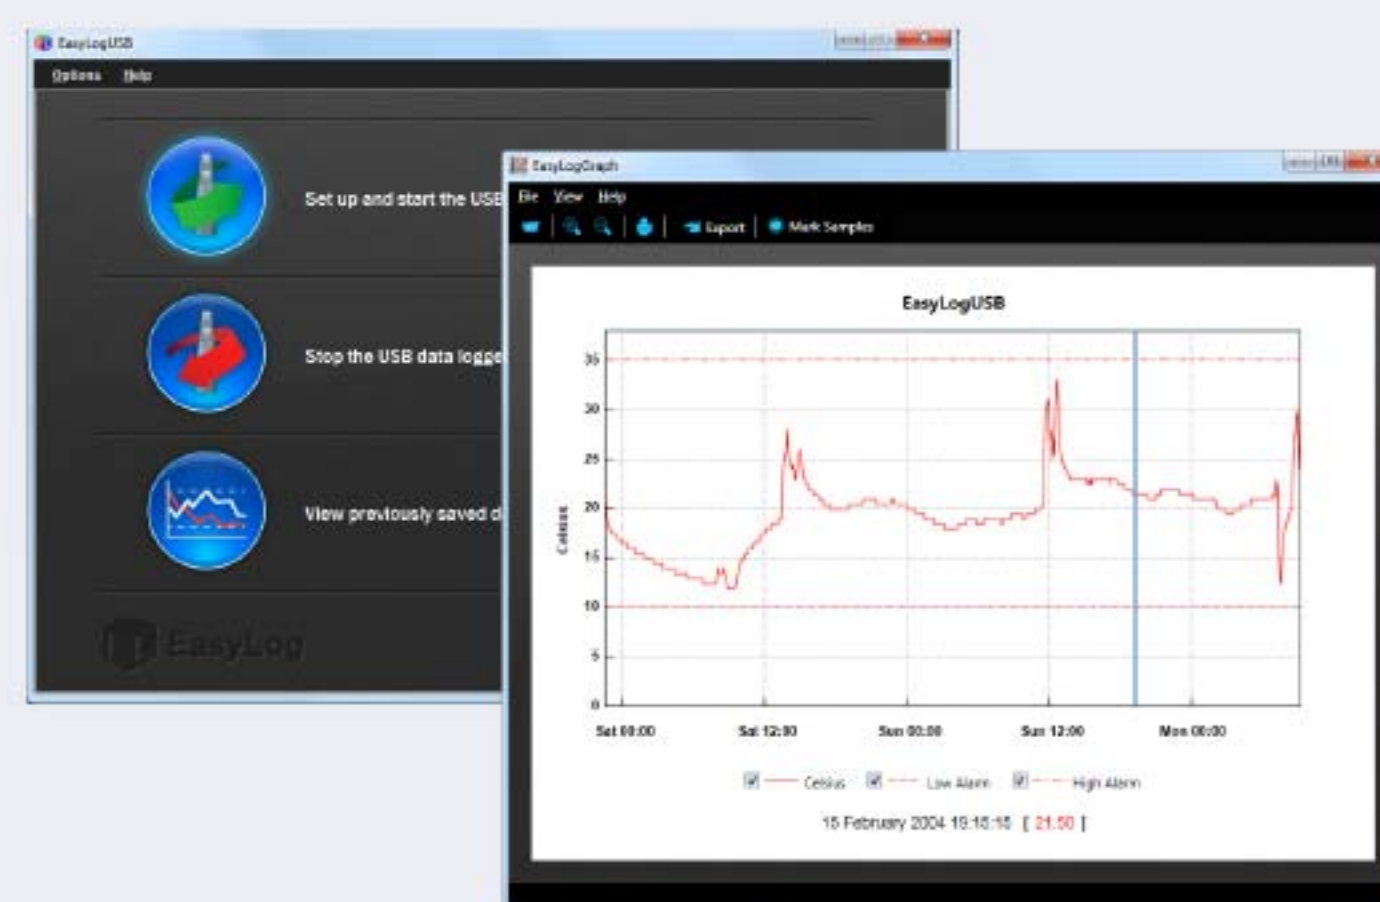 EasyLogUSB
Options Help
Set up and start the USB
Stop the USB data logge
View previously saved d
EasyLog
EasyLogGraph
File View Help
Export Mark Samples
EasyLogUSB
35
30
25
20
15
10
5
0
Celsius
Sat 00:00 Sat 12:00 Sun 00:00 Sun 12:00 Mon 00:00
Celsius Low Alarm High Alarm
15 February 2004 19:15:15 [ 21.50 ]